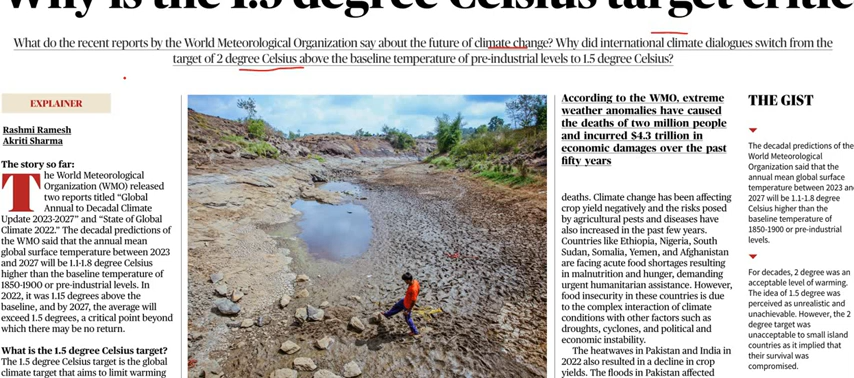 Why is the 1.5 degree Celsius target
What do the recent reports by the World Meteorological Organization say about the future of climate change? Why did international climate dialogues switch from the
target of 2 degree Celsius above the baseline temperature of pre-industrial levels to 1.5 degree Celsius?
EXPLAINER
Rashmi Ramesh
Akriti Sharma
The story so far:
The World Meteorological
Organization (WMO) released
two reports titled “Global
Annual to Decadal Climate
Update 2023-2027” and “State of Global
Climate 2022.” The decadal predictions of
the WMO said that the annual mean
global surface temperature between 2023
and 2027 will be 1.1-1.8 degree Celsius
higher than the baseline temperature of
1850-1900 or pre-industrial levels. In
2022, it was 1.15 degrees above the
baseline, and by 2027, the average will
exceed 1.5 degrees, a critical point beyond
which there may be no return.
What is the 1.5 degree Celsius target?
The 1.5 degree Celsius target is the global
climate target that aims to limit warming
According to the WMO, extreme
weather anomalies have caused
the deaths of two million people
and incurred $4.3 trillion in
economic damages over the past
fifty years
deaths. Climate change has been affecting
crop yield negatively and the risks posed
by agricultural pests and diseases have
also increased in the past few years.
Countries like Ethiopia, Nigeria, South
Sudan, Somalia, Yemen, and Afghanistan
are facing acute food shortages resulting
in malnutrition and hunger, demanding
urgent humanitarian assistance. However,
food insecurity in these countries is due
to the complex interaction of climate
conditions with other factors such as
droughts, cyclones, and political and
economic instability.
The heatwaves in Pakistan and India in
2022 also resulted in a decline in crop
yields. The floods in Pakistan affected
THE GIST
The decadal predictions of the
World Meteorological
Organization said that the
annual mean global surface
temperature between 2023 and
2027 will be 1.1-1.8 degree
Celsius higher than the
baseline temperature of
1850-1900 or pre-industrial
levels.
For decades, 2 degree was an
acceptable level of warming.
The idea of 1.5 degree was
perceived as unrealistic and
unachievable. However, the 2
degree target was
unacceptable to small island
countries as it implied that
their survival was
compromised.